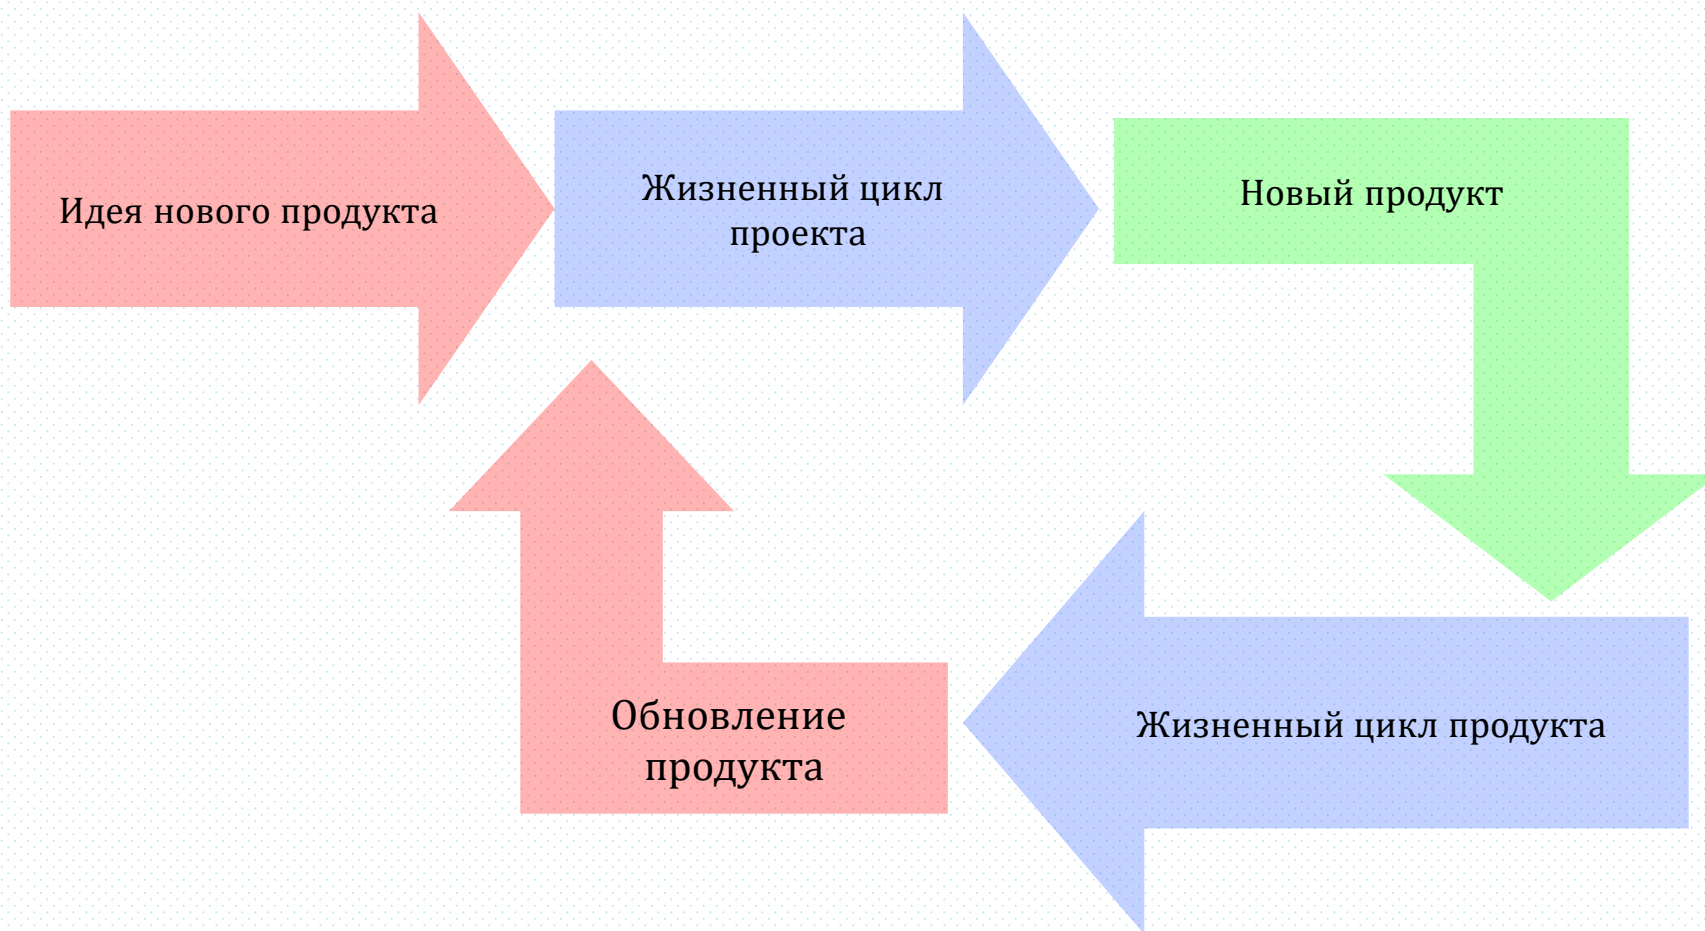 Идея нового продукта
Жизненный цикл
проекта
Новый продукт
Обновление
продукта
Жизненный цикл продукта